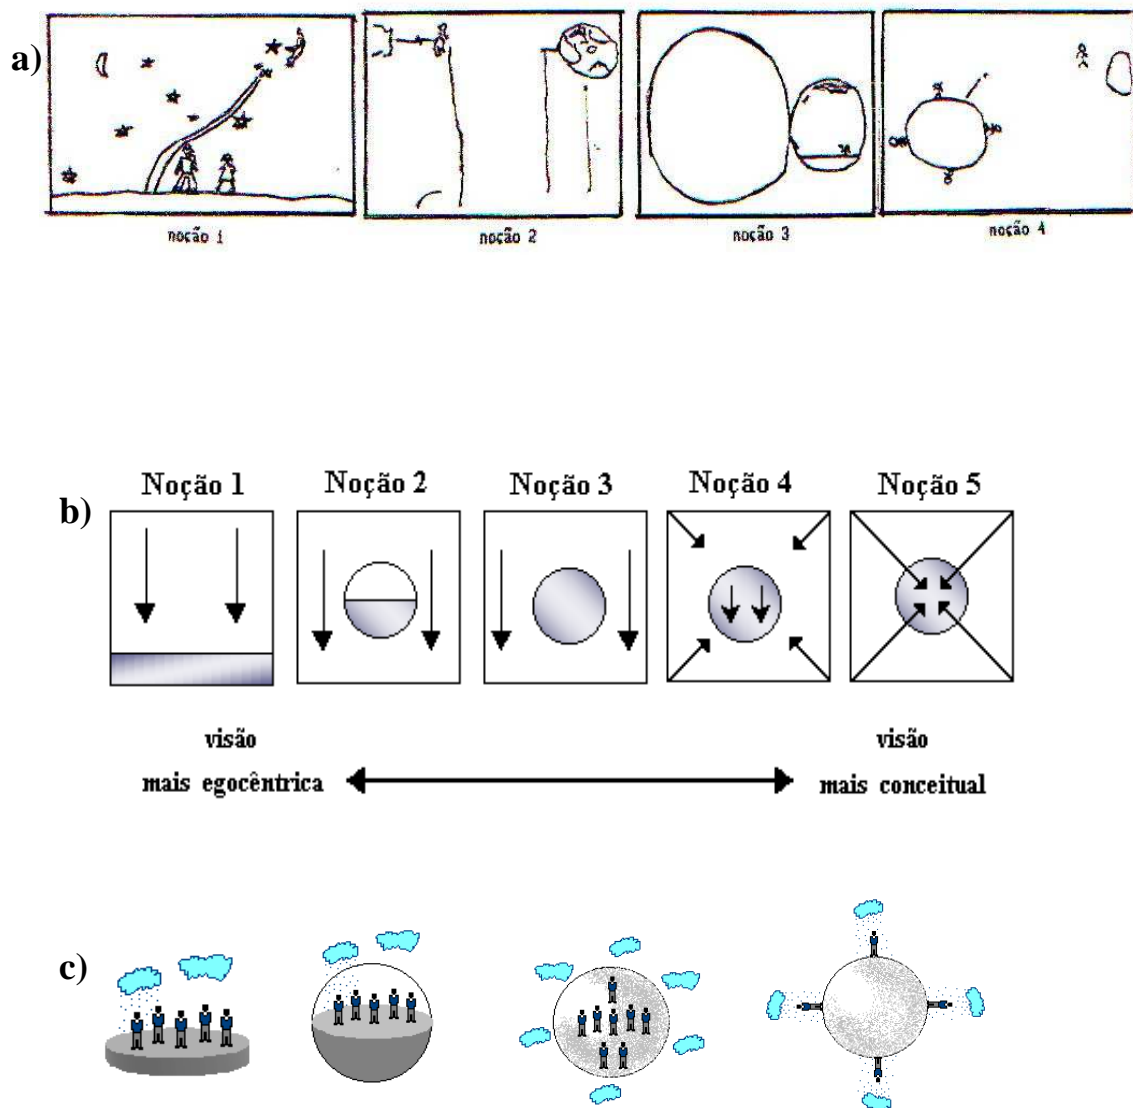 a)
noção 1
noção 2
noção 3
noção 4
b)
Noção 1 Noção 2 Noção 3 Noção 4 Noção 5
visão
mais egocêntrica
visão
mais conceitual
c)